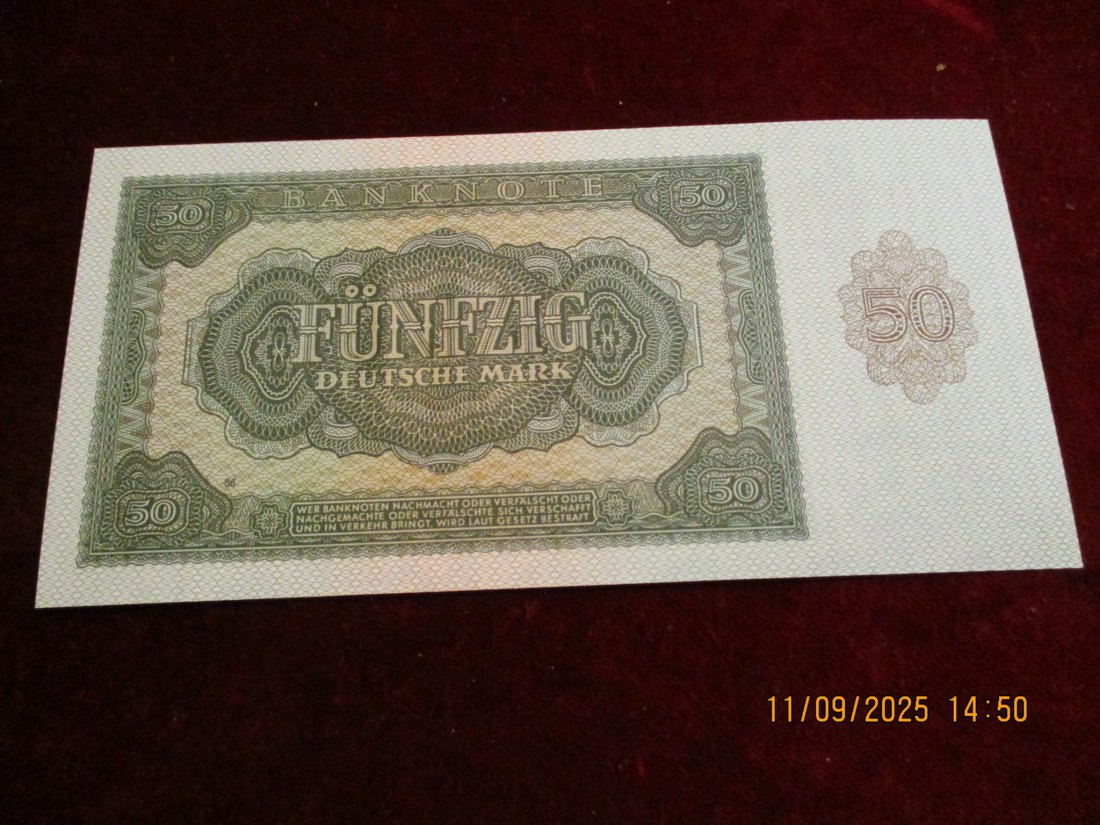 BANKNOTE
50
50
FÜNFZIG
DEUTSCHE MARK
50
50
50
WER BANKNOTEN NACHMACHT ODER VERFÄLSCHT ODER
NACHGEMACHTE ODER VERFÄLSCHTE SICH VERSCHAFFT
UND IN VERKEHR BRINGT, WIRD LAUT GESETZ BESTRAFT
11/09/2025 14:50